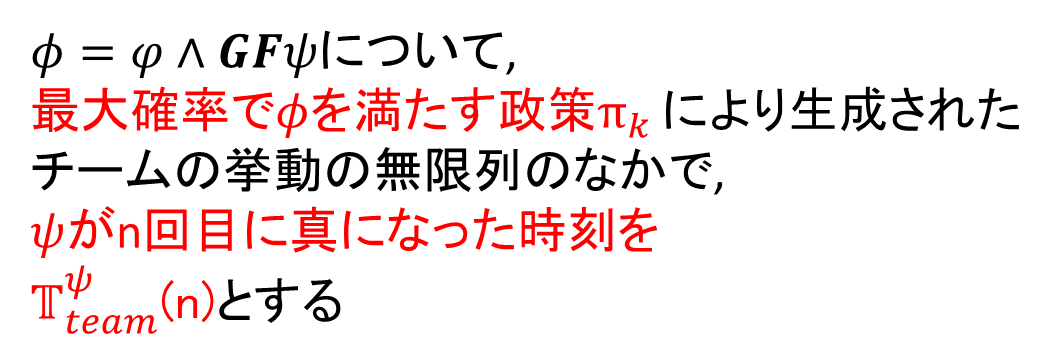 𝜙 = 𝜑 ∧ 𝑮𝑭𝜓について,
最大確率で𝜙を満たす政策π𝑘 により生成された
チームの挙動の無限列のなかで,
𝜓がn回目に真になった時刻を
𝕋^𝜓_𝑡𝑒𝑎𝑚(n)とする